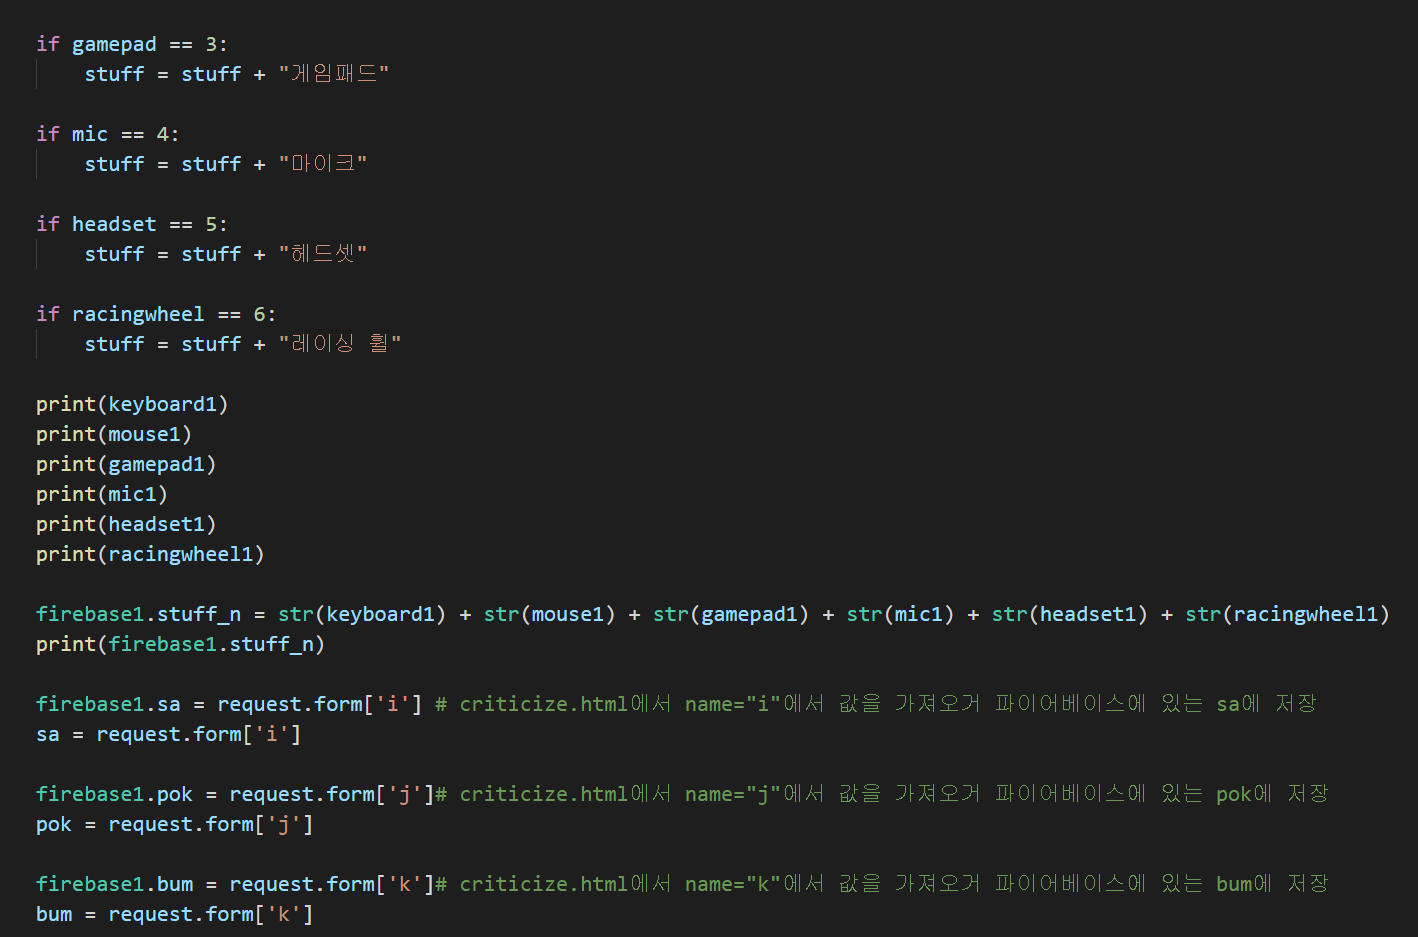 if gamepad == 3:
stuff = stuff + "게임패드"
if mic == 4:
stuff = stuff + "마이크"
if headset == 5:
stuff = stuff + "헤드셋"
if racingwheel == 6:
stuff = stuff + "레이싱 휠"
print(keyboard1)
print(mouse1)
print(gamepad1)
print(mic1)
print(headset1)
print(racingwheel1)
firebase1.stuff_n = str(keyboard1) + str(mouse1) + str(gamepad1) + str(mic1) + str(headset1) + str(racingwheel1)
print(firebase1.stuff_n)
firebase1.sa = request.form['i'] # criticize.html에서 name="i"에서 값을 가져오거 파이어베이스에 있는 sa에 저장
sa = request.form['i']
firebase1.pok = request.form['j']# criticize.html에서 name="j"에서 값을 가져오거 파이어베이스에 있는 pok에 저장
pok = request.form['j']
firebase1.bum = request.form['k']# criticize.html에서 name="k"에서 값을 가져오거 파이어베이스에 있는 bum에 저장
bum = request.form['k']